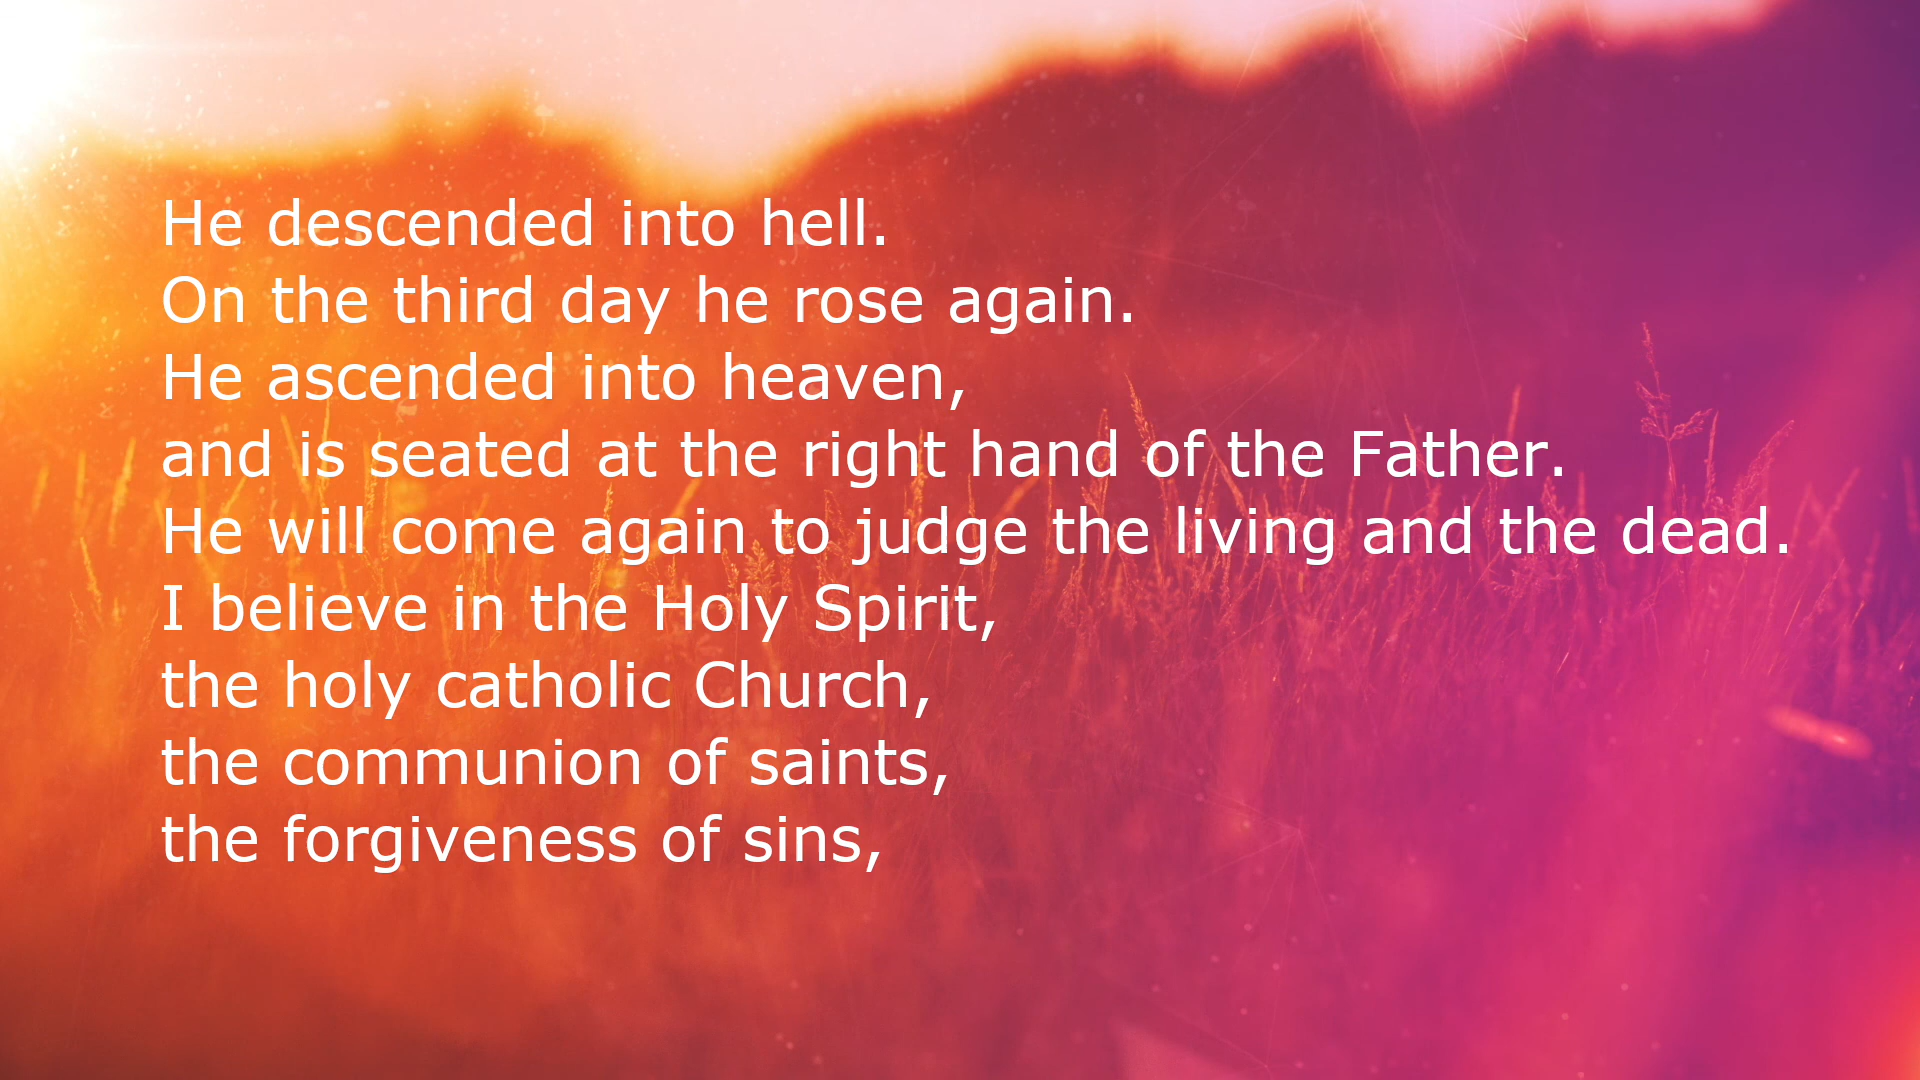 He descended into hell.
On the third day he rose again.
He ascended into heaven,
and is seated at the right hand of the Father.
He will come again to judge the living and the dead.
I believe in the Holy Spirit,
the holy catholic Church,
the communion of saints,
the forgiveness of sins,